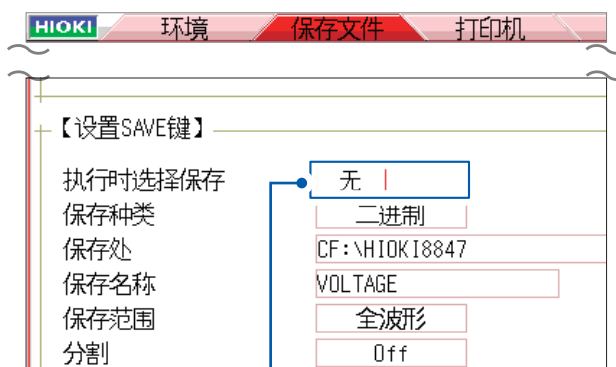 HIOKI 环境 保存文件 打印机
【设置SAVE键】
执行时选择保存 无
保存种类 二进制
保存处 CF:\HIOKI8847
保存名称 VOLTAGE
保存范围 全波形
分割 Off